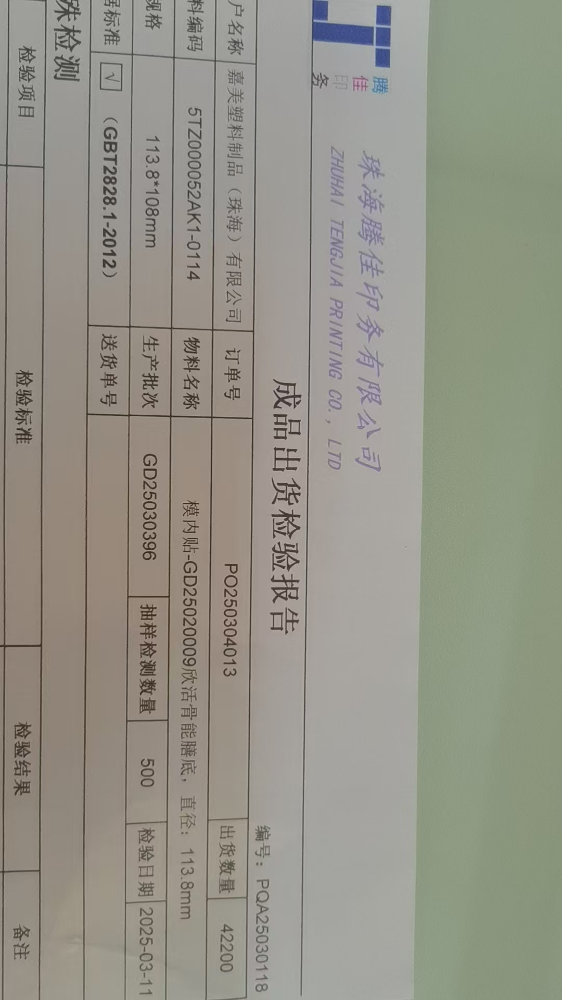 腾佳印务
珠海腾佳印务有限公司
ZHUHAI TENGJIA PRINTING CO., LTD
成品出货检验报告
编号：PQA25030118
户名称 嘉美塑料制品（珠海）有限公司 订单号 PO250304013 出货数量 42200
料编码 5TZ000052AK1-0114 物料名称 模内贴-GD25020009欣活骨能膳底，直径：113.8mm
规格 113.8*108mm 生产批次 GD25030396 抽样检测数量 500 检验日期 2025-03-11
据标准 √ （GBT2828.1-2012） 送货单号
殊检测
检验项目 检验标准 检验结果 备注